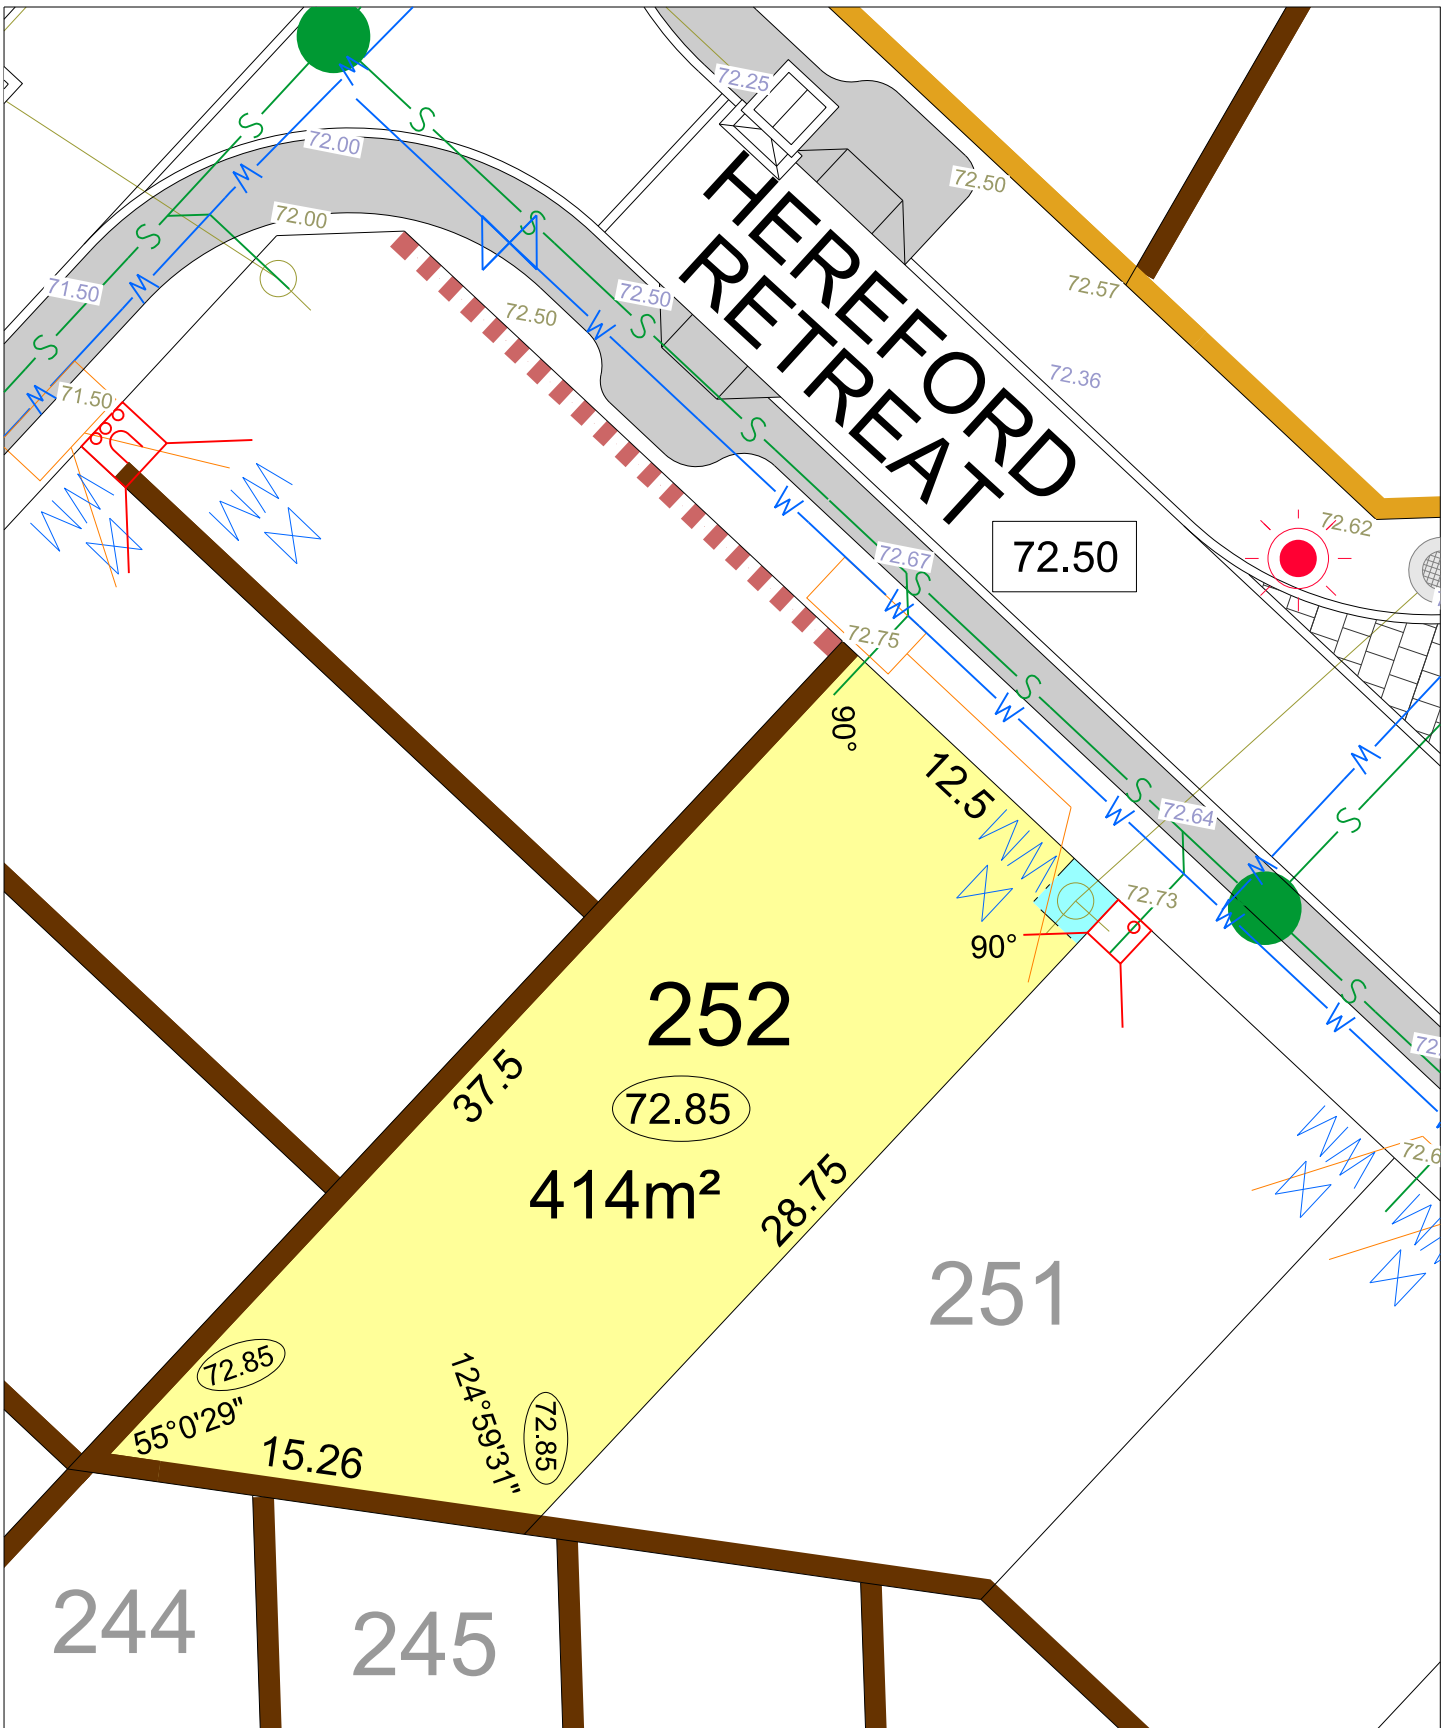 72.25
72.00
72.50
72.00
HEREFORD
RETREAT
71.50
72.50
72.50
72.57
72.36
71.50
72.62
72.50
72.67
72.75
90°
12.5
72.64
72.73
90°
252
72.85
414m²
37.5
28.75
251
72.85
55°0'29"
15.26
124°59'31"
72.85
244
245
S
S
S
S
S
S
S
S
S
S
S
S
S
S
W
W
W
W
W
W
W
W
W
W
W
W
W
W